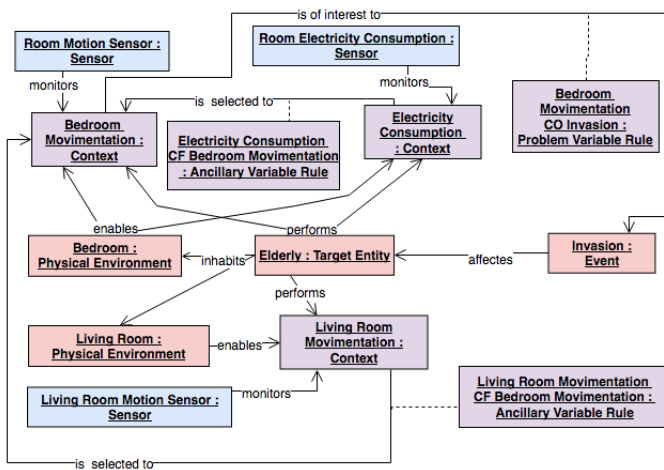 is of interest to
Room Motion Sensor :
Sensor
Room Electricity Consumption :
Sensor
monitors
monitors
is selected to
Bedroom
Movimentation :
Context
Electricity Consumption
CF Bedroom Movimentation
: Ancillary Variable Rule
Electricity
Consumption
: Context
Bedroom
Movimentation
CO Invasion :
Problem Variable Rule
enables
performs
Bedroom :
Physical Environment
inhabits
Elderly : Target Entity
affectes
Invasion :
Event
performs
Living Room :
Physical Environment
enables
Living Room
Movimentation :
Context
Living Room Motion Sensor :
Sensor
monitors
Living Room Movimentation
CF Bedroom Movimentation :
Ancillary Variable Rule
is selected to